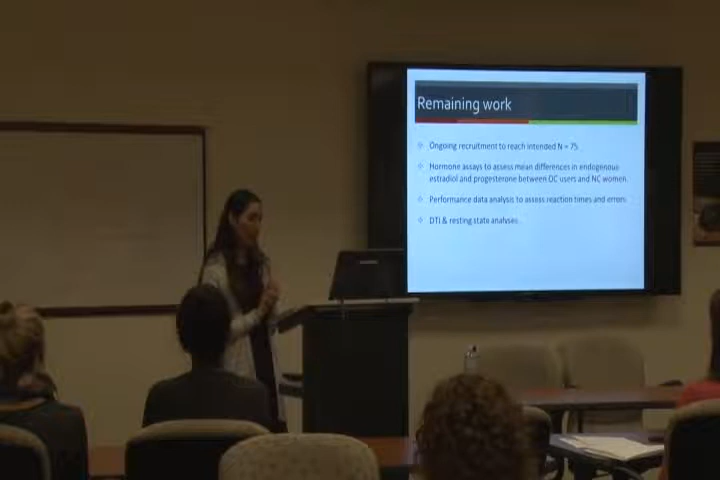 Remaining work
Ongoing recruitment to reach intended N = 75
Hormone assays to assess mean differences in endogenous
estradiol and progesterone between OC users and NC women.
Performance data analysis to assess reaction times and errors
DTI & resting state analyses